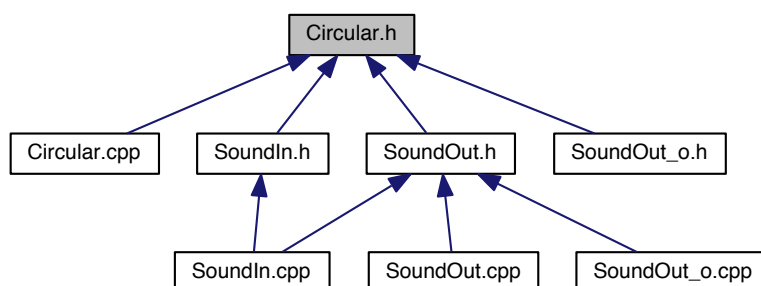 Circular.h
Circular.cpp
SoundIn.h
SoundOut.h
SoundOut_o.h
SoundIn.cpp
SoundOut.cpp
SoundOut_o.cpp